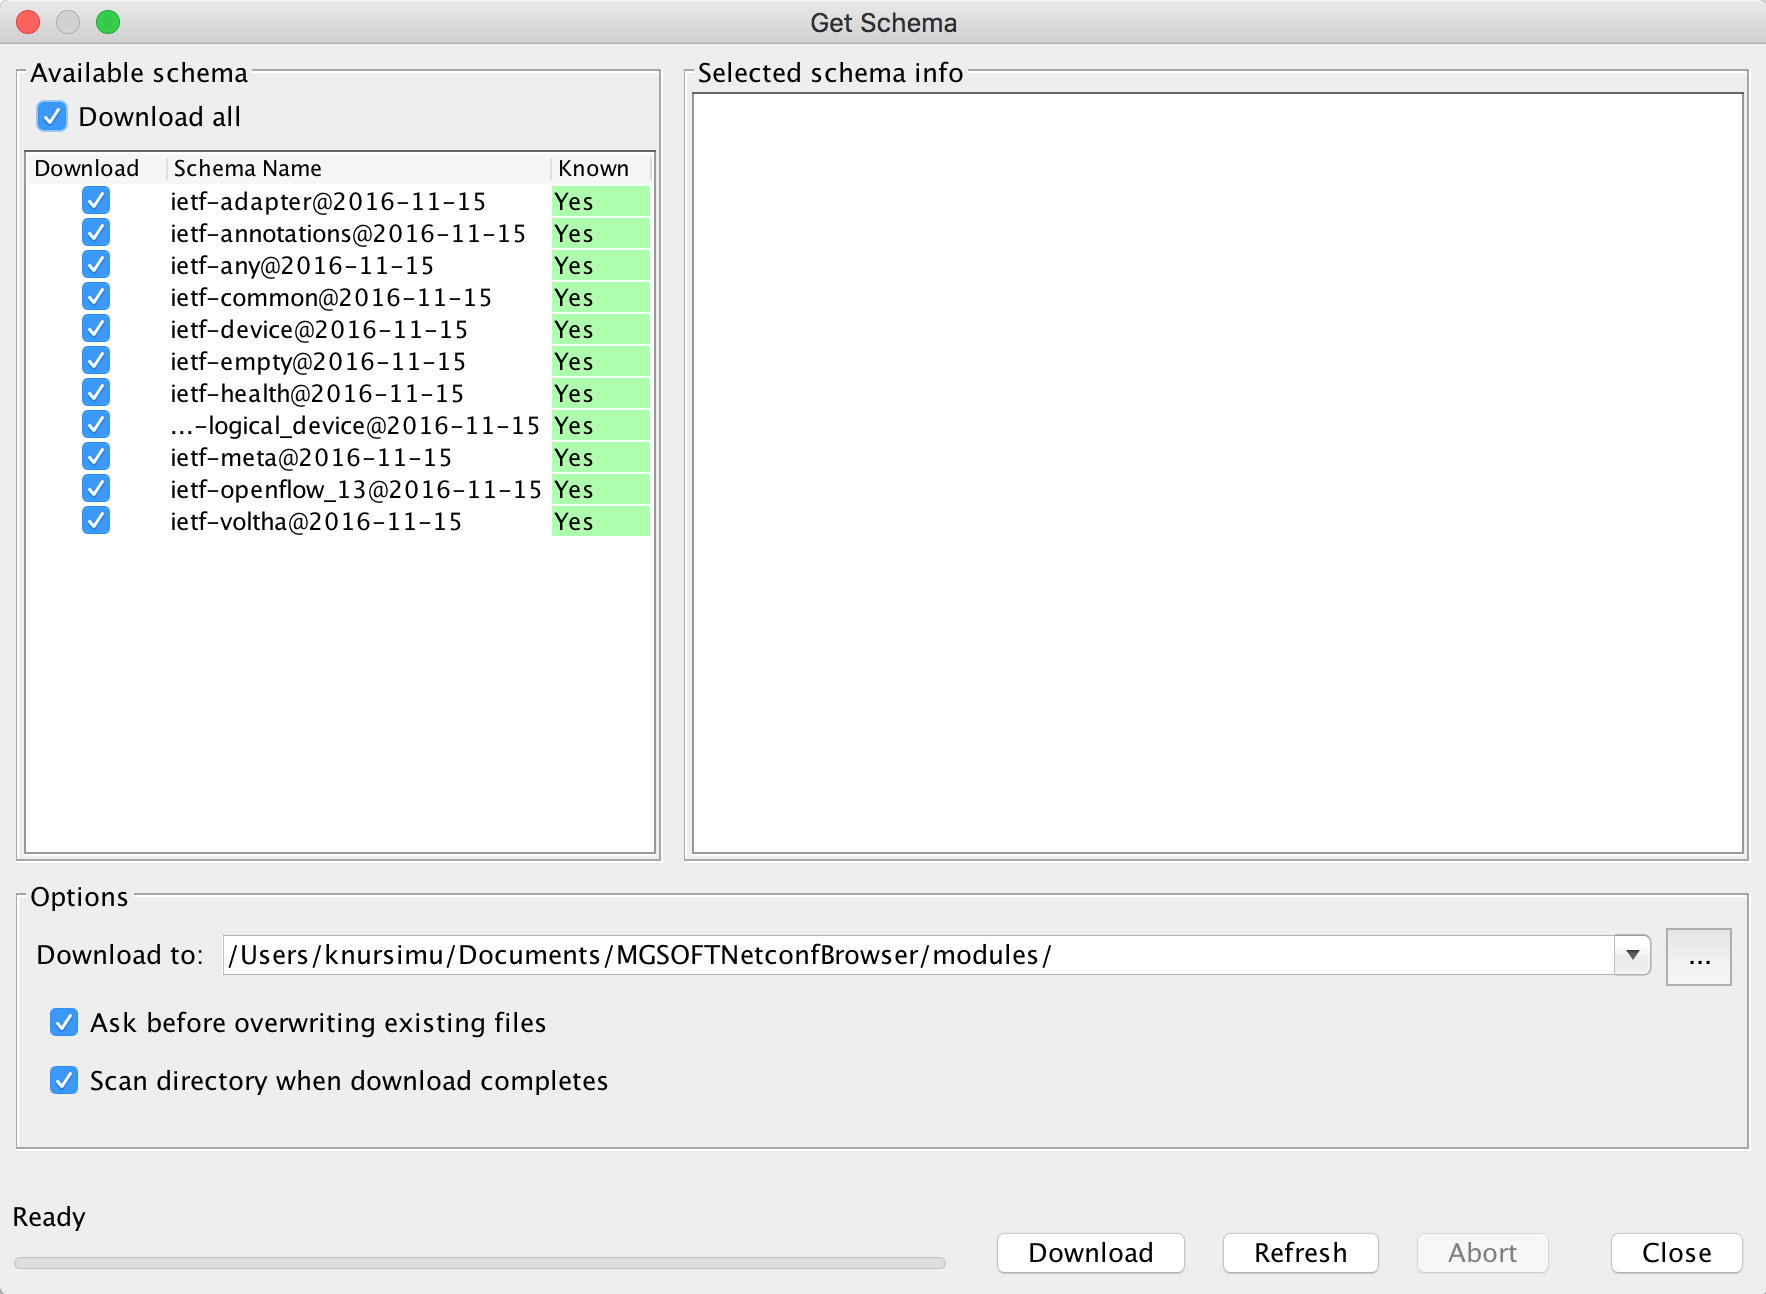 Get Schema
Available schema
Download all
Download Schema Name Known
ietf-adapter@2016-11-15 Yes
ietf-annotations@2016-11-15 Yes
ietf-any@2016-11-15 Yes
ietf-common@2016-11-15 Yes
ietf-device@2016-11-15 Yes
ietf-empty@2016-11-15 Yes
ietf-health@2016-11-15 Yes
...-logical_device@2016-11-15 Yes
ietf-meta@2016-11-15 Yes
ietf-openflow_13@2016-11-15 Yes
ietf-voltha@2016-11-15 Yes
Selected schema info
Options
Download to: /Users/knursimu/Documents/MGSOFTNetconfBrowser/modules/ ...
Ask before overwriting existing files
Scan directory when download completes
Ready
Download Refresh Abort Close